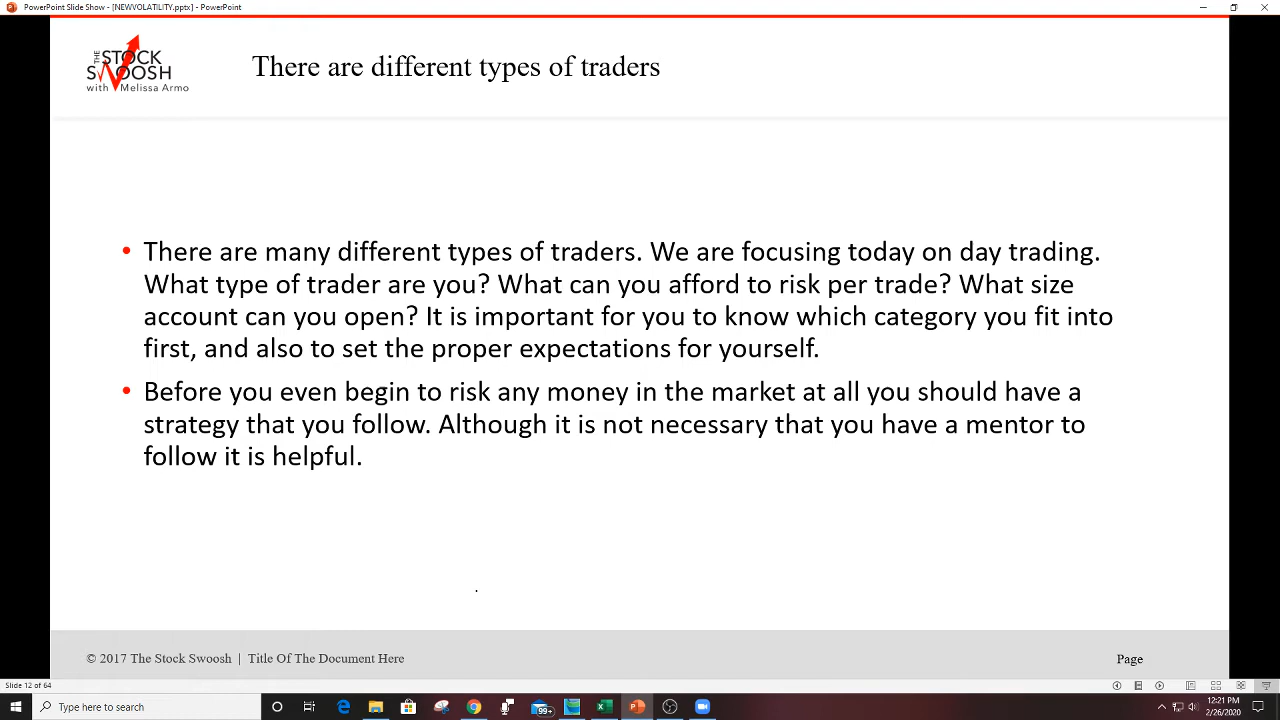 PowerPoint Slide Show - [NEWVOLATILITY.pptx] - PowerPoint
THE STOCK
SWOOSH
with Melissa Armo
There are different types of traders
• There are many different types of traders. We are focusing today on day trading.
What type of trader are you? What can you afford to risk per trade? What size
account can you open? It is important for you to know which category you fit into
first, and also to set the proper expectations for yourself.
• Before you even begin to risk any money in the market at all you should have a
strategy that you follow. Although it is not necessary that you have a mentor to
follow it is helpful.
© 2017 The Stock Swoosh | Title Of The Document Here
Page
Slide 12 of 64
Type here to search
99+
12:21 PM
2/26/2020